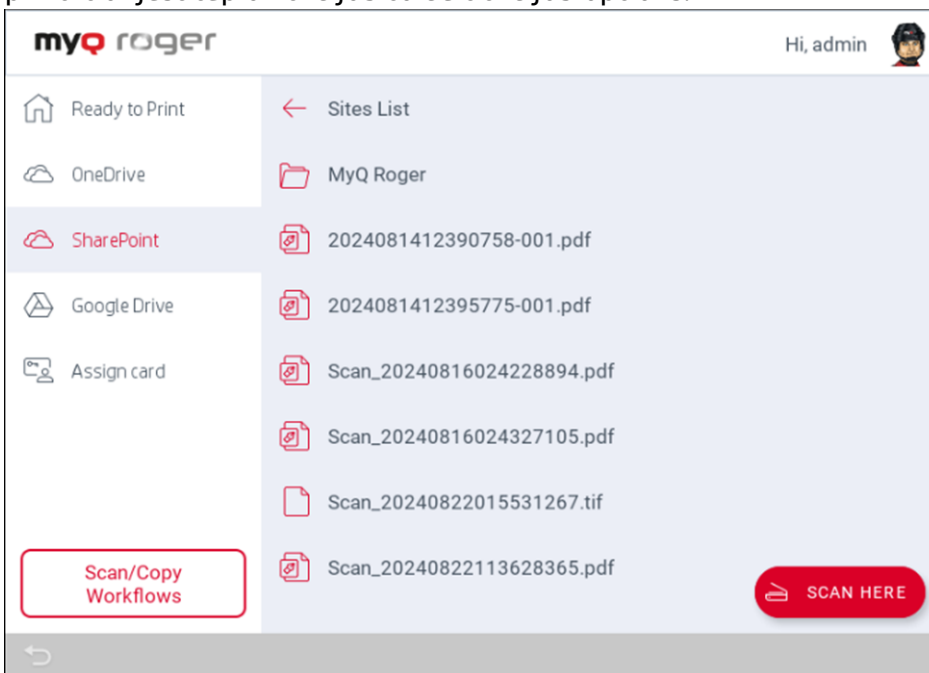 myQ roger
Hi, admin
Ready to Print
OneDrive
SharePoint
Google Drive
Assign card
Scan/Copy
Workflows
Sites List
MyQ Roger
2024081412390758-001.pdf
2024081412395775-001.pdf
Scan_20240816024228894.pdf
Scan_20240816024327105.pdf
Scan_20240822015531267.tif
Scan_20240822113628365.pdf
SCAN HERE